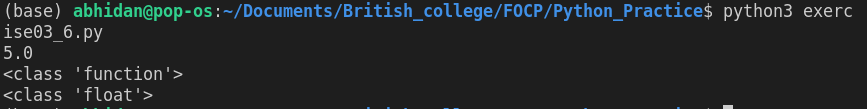 (base) abhidan@pop-os:~/Documents/British_college/FOCP/Python_Practice$ python3 exerc
ise03_6.py
5.0
<class 'function'>
<class 'float'>